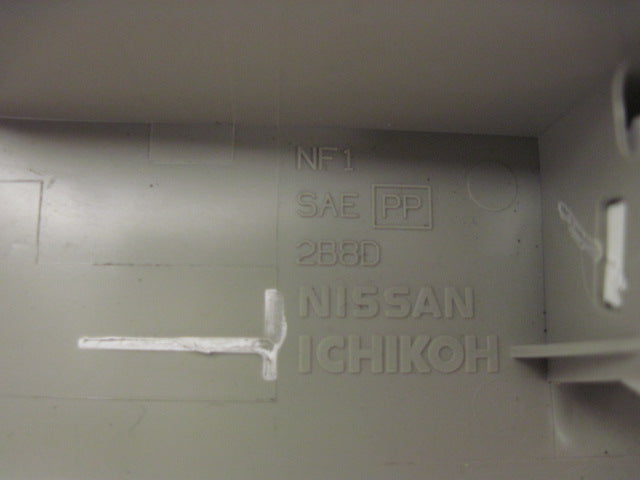 NF1
SAE PP
2B8D
NISSAN
ICHIKOH